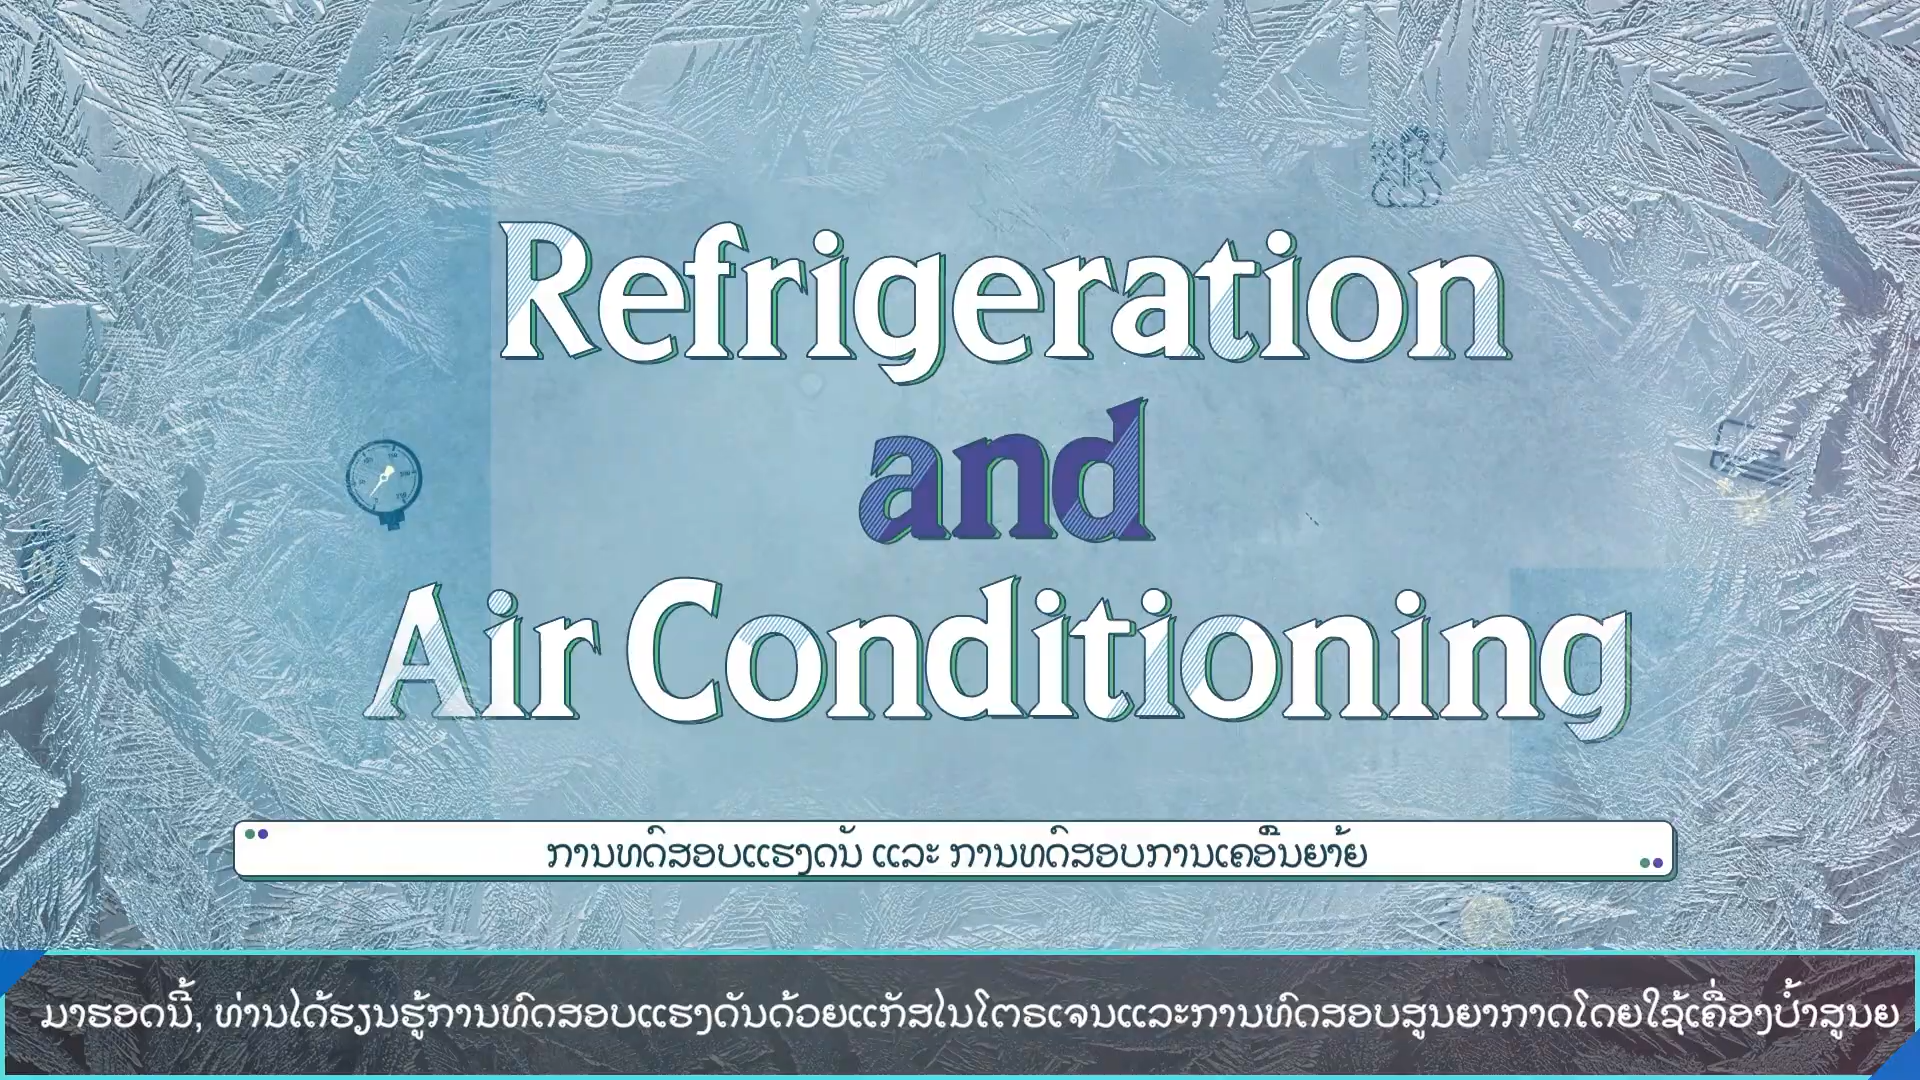 Refrigeration
and
Air Conditioning
ການທົດສອບແຮງດັນ ແລະ ການທົດສອບການເຄື່ອນຍ້າຍ
ມາຮອດນີ້, ທ່ານໄດ້ຮຽນຮູ້ການທົດສອບແຮງດັນດ້ວຍແກັສໄນໂຕຣເຈນແລະການທົດສອບສູນຍາກາດໂດຍໃຊ້ເຄື່ອງປ້ຳສູນຍ